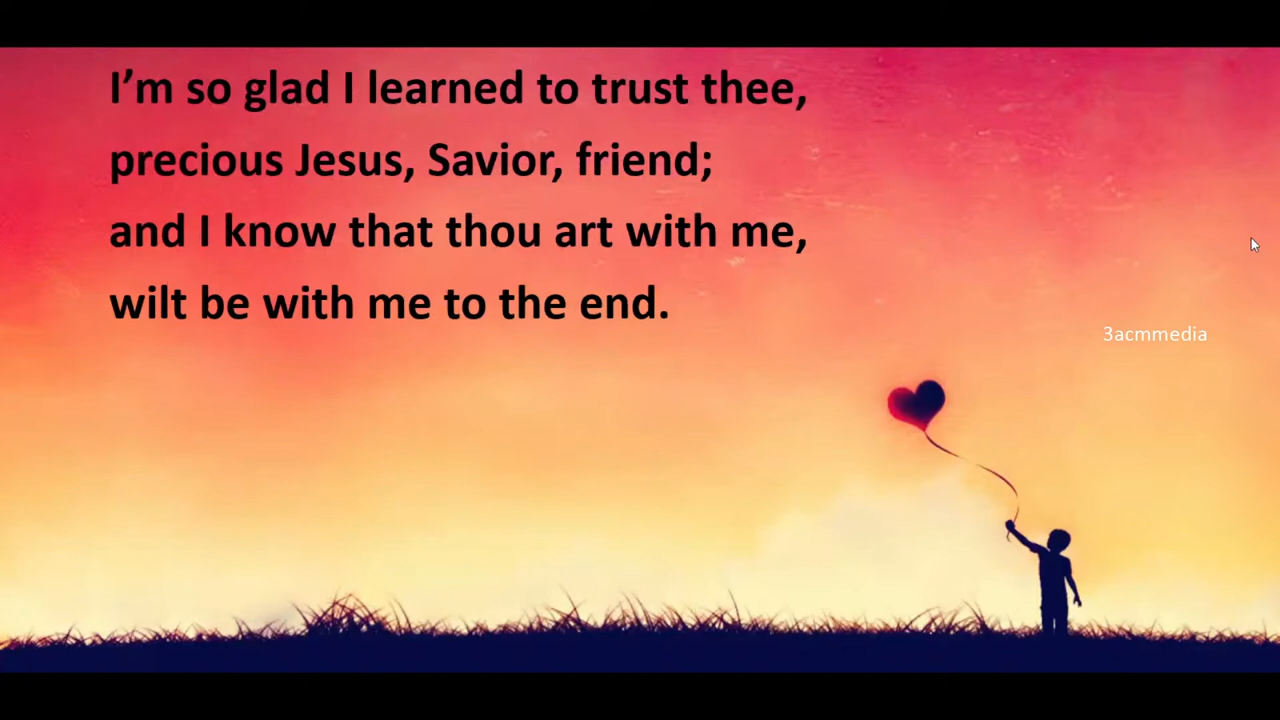 I’m so glad I learned to trust thee,
precious Jesus, Savior, friend;
and I know that thou art with me,
wilt be with me to the end.
3acmmedia